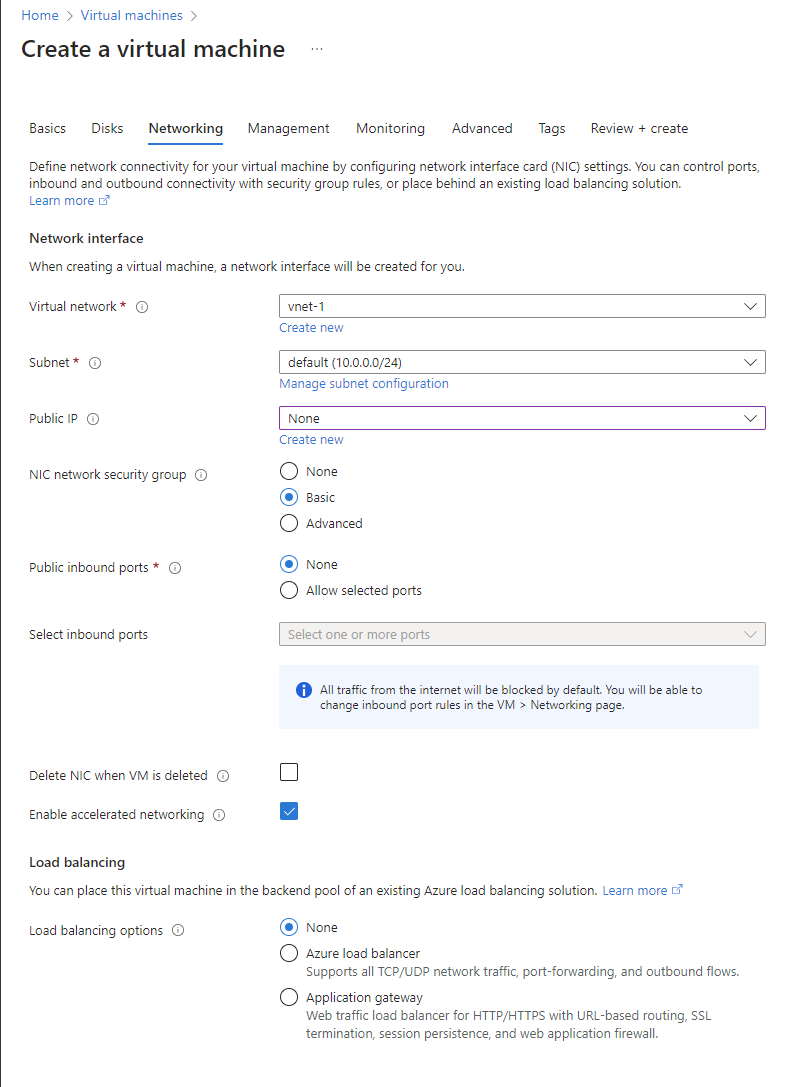 Home > Virtual machines >
Create a virtual machine ...
Basics Disks Networking Management Monitoring Advanced Tags Review + create
Define network connectivity for your virtual machine by configuring network interface card (NIC) settings. You can control ports,
inbound and outbound connectivity with security group rules, or place behind an existing load balancing solution.
Learn more
Network interface
When creating a virtual machine, a network interface will be created for you.
Virtual network *
vnet-1
Create new
Subnet *
default (10.0.0.0/24)
Manage subnet configuration
Public IP
None
Create new
NIC network security group
None
Basic
Advanced
Public inbound ports *
None
Allow selected ports
Select inbound ports
Select one or more ports
All traffic from the internet will be blocked by default. You will be able to
change inbound port rules in the VM > Networking page.
Delete NIC when VM is deleted
Enable accelerated networking
Load balancing
You can place this virtual machine in the backend pool of an existing Azure load balancing solution. Learn more
Load balancing options
None
Azure load balancer
Supports all TCP/UDP network traffic, port-forwarding, and outbound flows.
Application gateway
Web traffic load balancer for HTTP/HTTPS with URL-based routing, SSL
termination, session persistence, and web application firewall.